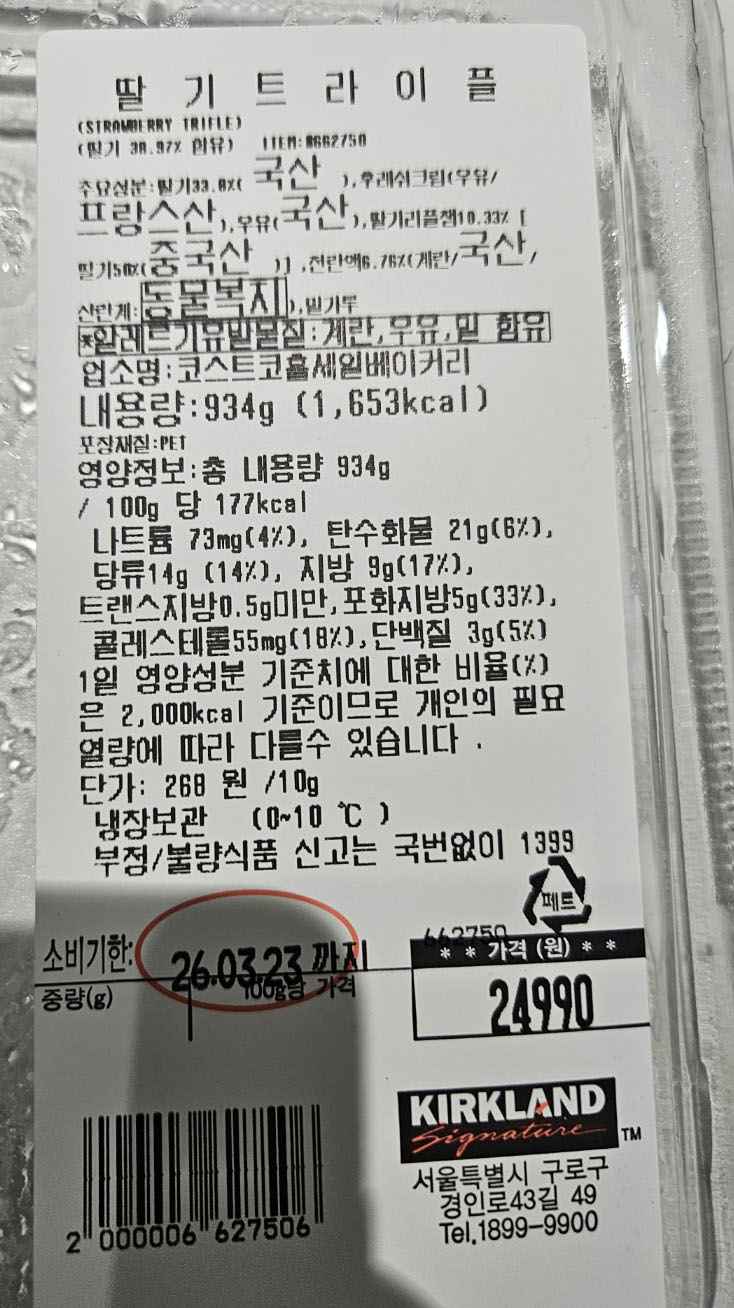 딸기트라이플
(STRAWBERRY TRIFLE)
(딸기 38.97% 함유) ITEM:#662750
주요성분:딸기33.8%( 국산 ),후레쉬크림(우유/
프랑스산),우유(국산),딸기리플잼10.33% [
딸기50%(중국산 )] ,전란액6.76%(계란/국산,
산란계:동물복지),밀가루
*알레르기유발물질:계란,우유,밀 함유
업소명:코스트코홀세일베이커리
내용량:934g (1,653kcal)
포장재질:PET
영양정보:총 내용량 934g
/ 100g 당 177kcal
나트륨 73mg(4%), 탄수화물 21g(6%),
당류14g (14%), 지방 9g(17%),
트랜스지방0.5g미만,포화지방5g(33%),
콜레스테롤55mg(18%),단백질 3g(5%)
1일 영양성분 기준치에 대한 비율(%)
은 2,000kcal 기준이므로 개인의 필요
열량에 따라 다를수 있습니다 .
단가: 268 원 /10g
냉장보관 (0~10 ℃ )
부정/불량식품 신고는 국번없이 1399
페트
소비기한: 26.03.23 까지
662750
* * 가격 (원) * *
중량(g) 100g당 가격
24990
KIRKLAND
Signature TM
서울특별시 구로구
경인로43길 49
Tel.1899-9900
2 000006 627506